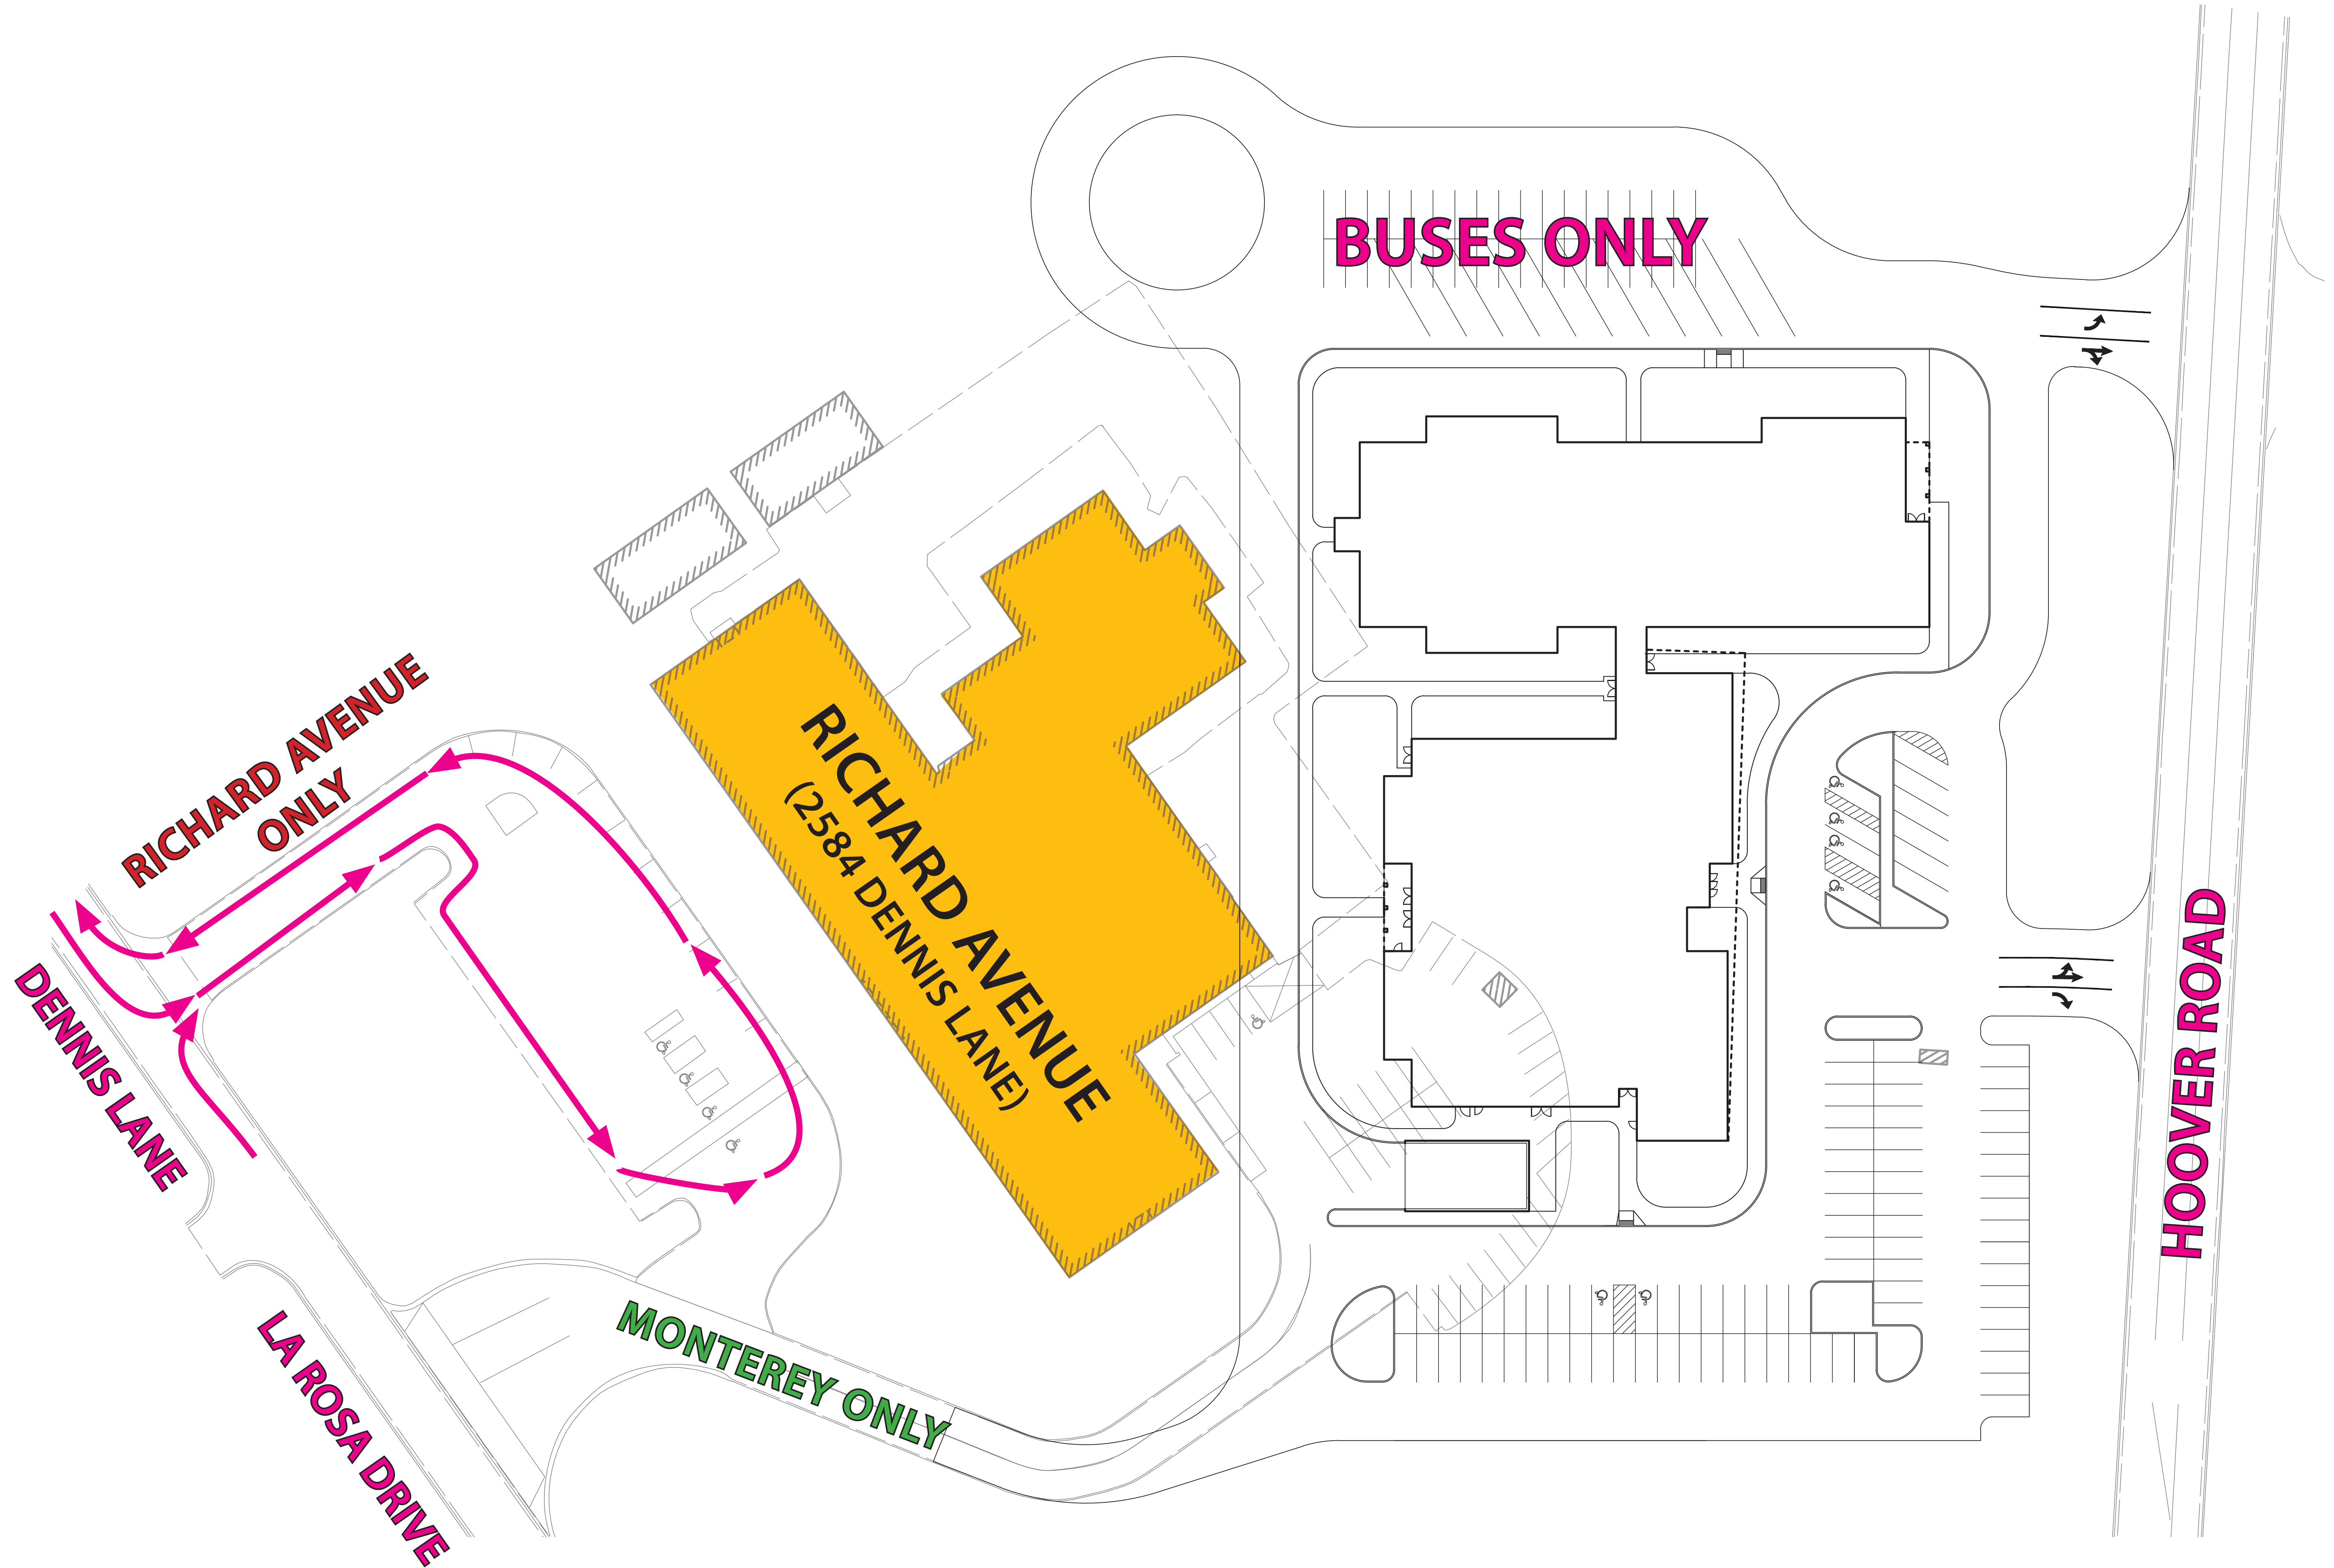 BUSES ONLY
RICHARD AVENUE
ONLY
RICHARD AVENUE
(2584 DENNIS LANE)
DENNIS LANE
HOOVER ROAD
MONTEREY ONLY
LA ROSA DRIVE